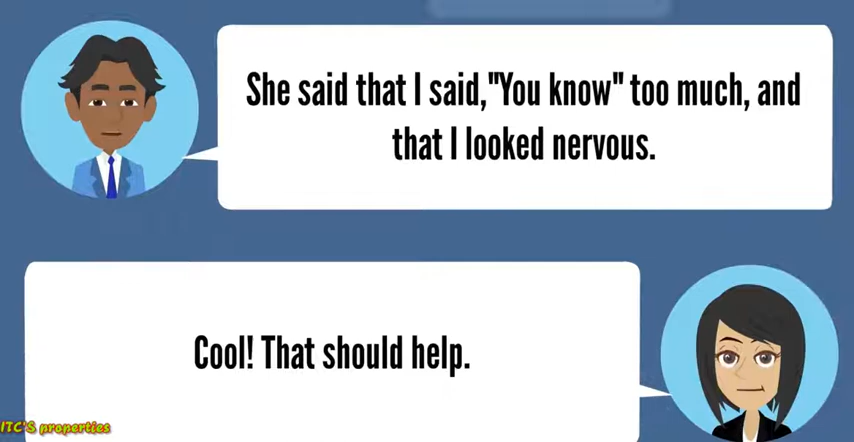 She said that I said,"You know" too much, and
that I looked nervous.
Cool! That should help.
ITC'S properties